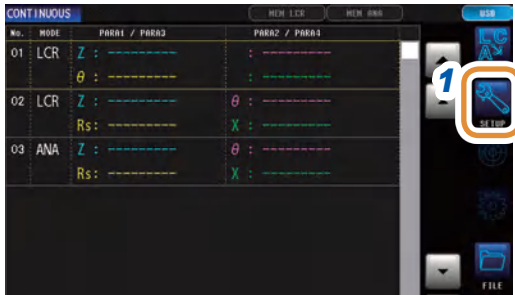 CONTINUOUS MEM LCR MEM ANA USB
No. MODE PARA1 / PARA3 PARA2 / PARA4
01 LCR Z : --------- : ---------
θ : --------- : ---------
02 LCR Z : --------- θ : ---------
Rs: --------- X : ---------
03 ANA Z : --------- θ : ---------
Rs: --------- X : ---------
LC
A
1
SETUP
FILE